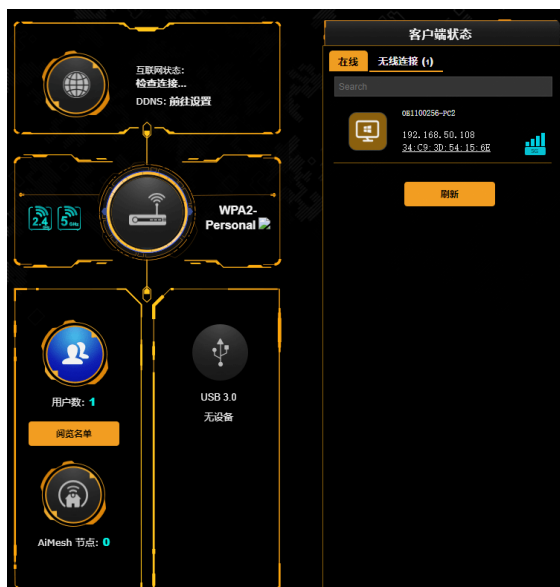 互联网状态:
检查连接...
DDNS: 前往设置
2.4
5 GHz
WPA2-
Personal
用户数: 1
阅览名单
AiMesh 节点: 0
USB 3.0
无设备
客户端状态
在线
无线连接 (1)
Search
OE1100256-PC2
192.168.50.108
34:C9:3D:54:15:6E
5G
刷新